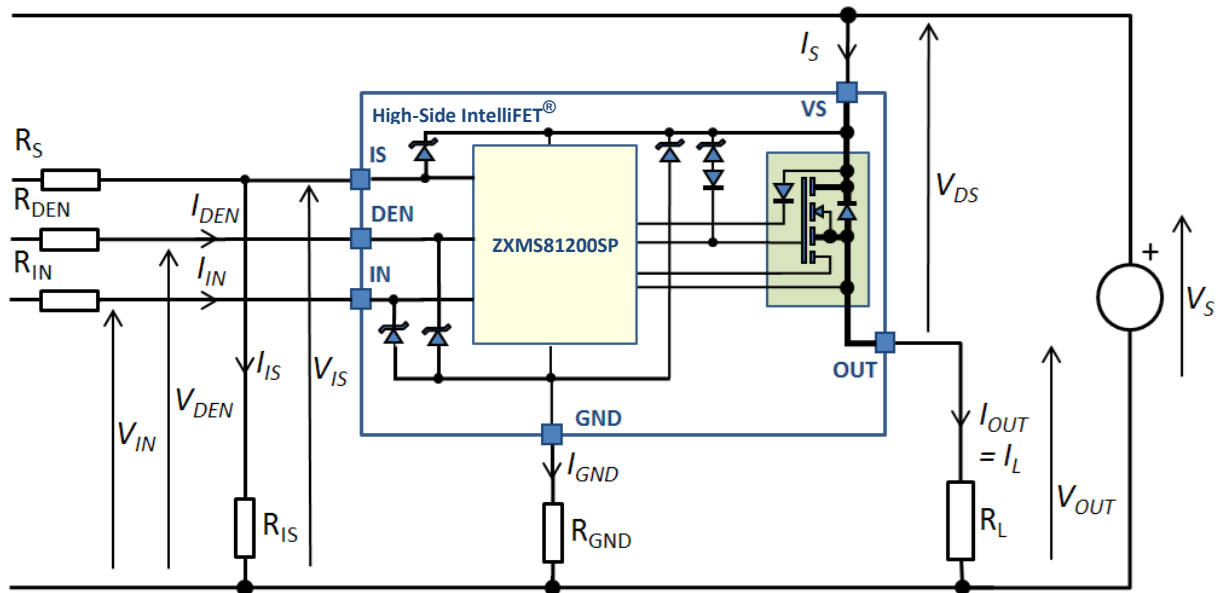 I_S
VS
High-Side IntelliFET®
R_S
IS
V_DS
R_DEN
I_DEN
DEN
ZXMS81200SP
R_IN
I_IN
IN
+
V_S
I_IS
V_IS
OUT
V_DEN
V_IN
GND
I_OUT
= I_L
I_GND
V_OUT
R_IS
R_GND
R_L